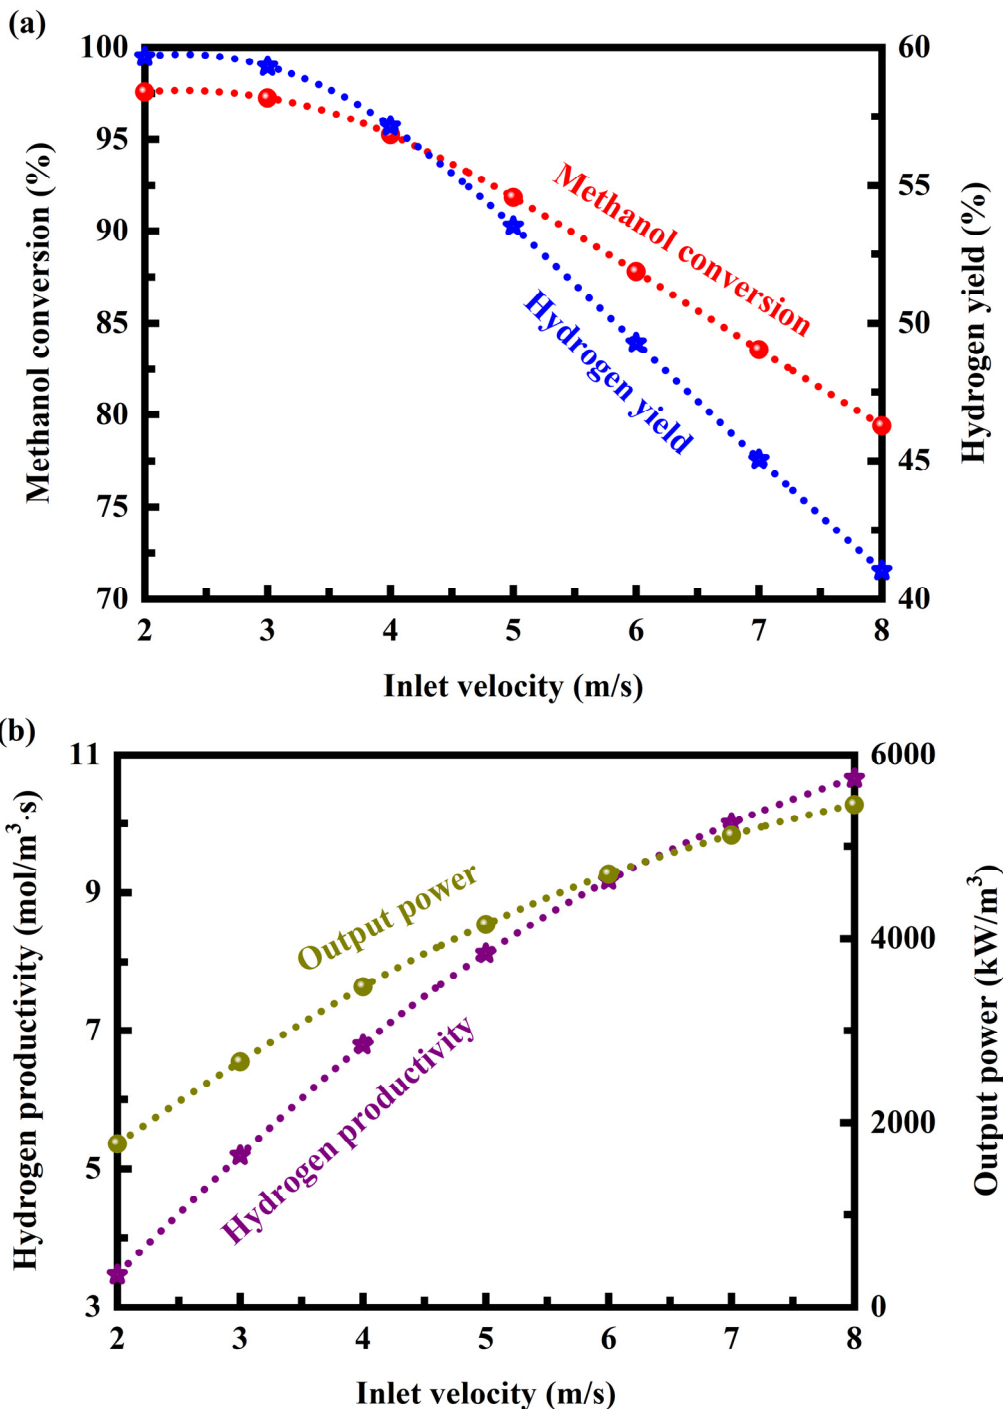 (a)
100
95
90
85
80
75
70
Methanol conversion (%)
60
55
50
45
40
Hydrogen yield (%)
Methanol conversion
Hydrogen yield
2 3 4 5 6 7 8
Inlet velocity (m/s)
(b)
11
9
7
5
3
Hydrogen productivity (mol/m³·s)
6000
4000
2000
0
Output power (kW/m³)
Output power
Hydrogen productivity
2 3 4 5 6 7 8
Inlet velocity (m/s)